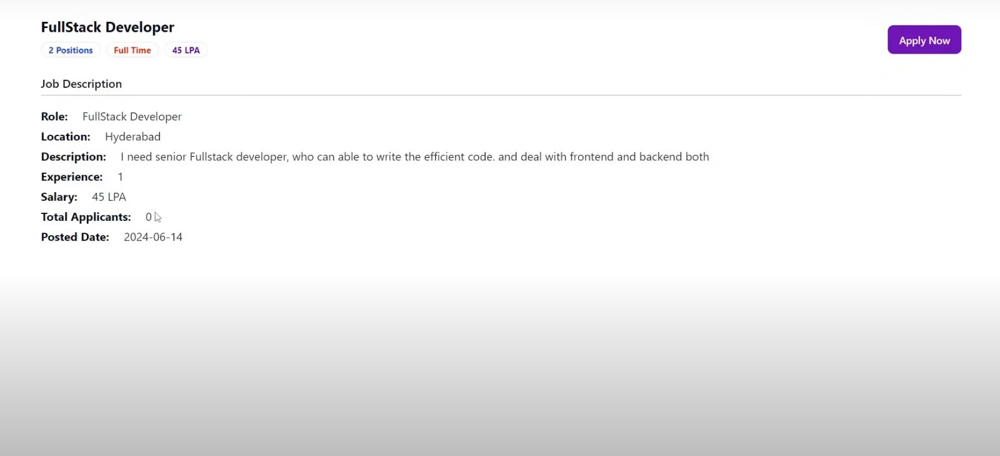 FullStack Developer
2 Positions Full Time 45 LPA
Apply Now
Job Description
Role: FullStack Developer
Location: Hyderabad
Description: I need senior Fullstack developer, who can able to write the efficient code. and deal with frontend and backend both
Experience: 1
Salary: 45 LPA
Total Applicants: 0
Posted Date: 2024-06-14